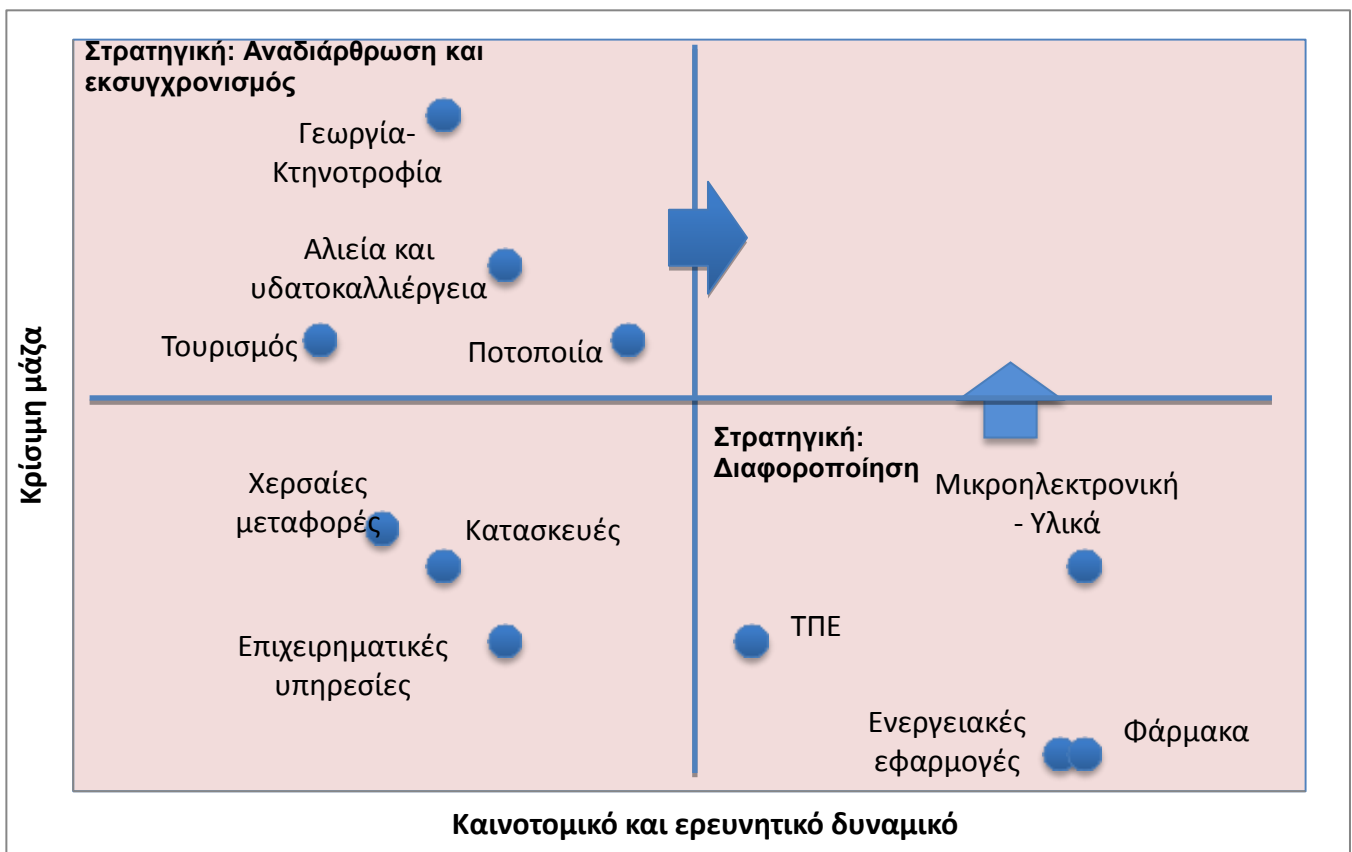 Στρατηγική: Αναδιάρθρωση και
εκσυγχρονισμός
Γεωργία-
Κτηνοτροφία
Αλιεία και
υδατοκαλλιέργεια
Τουρισμός
Ποτοποιία
Κρίσιμη μάζα
Στρατηγική:
Διαφοροποίηση
Μικροηλεκτρονική
- Υλικά
Χερσαίες
μεταφορές
Κατασκευές
ΤΠΕ
Επιχειρηματικές
υπηρεσίες
Ενεργειακές
εφαρμογές
Φάρμακα
Καινοτομικό και ερευνητικό δυναμικό